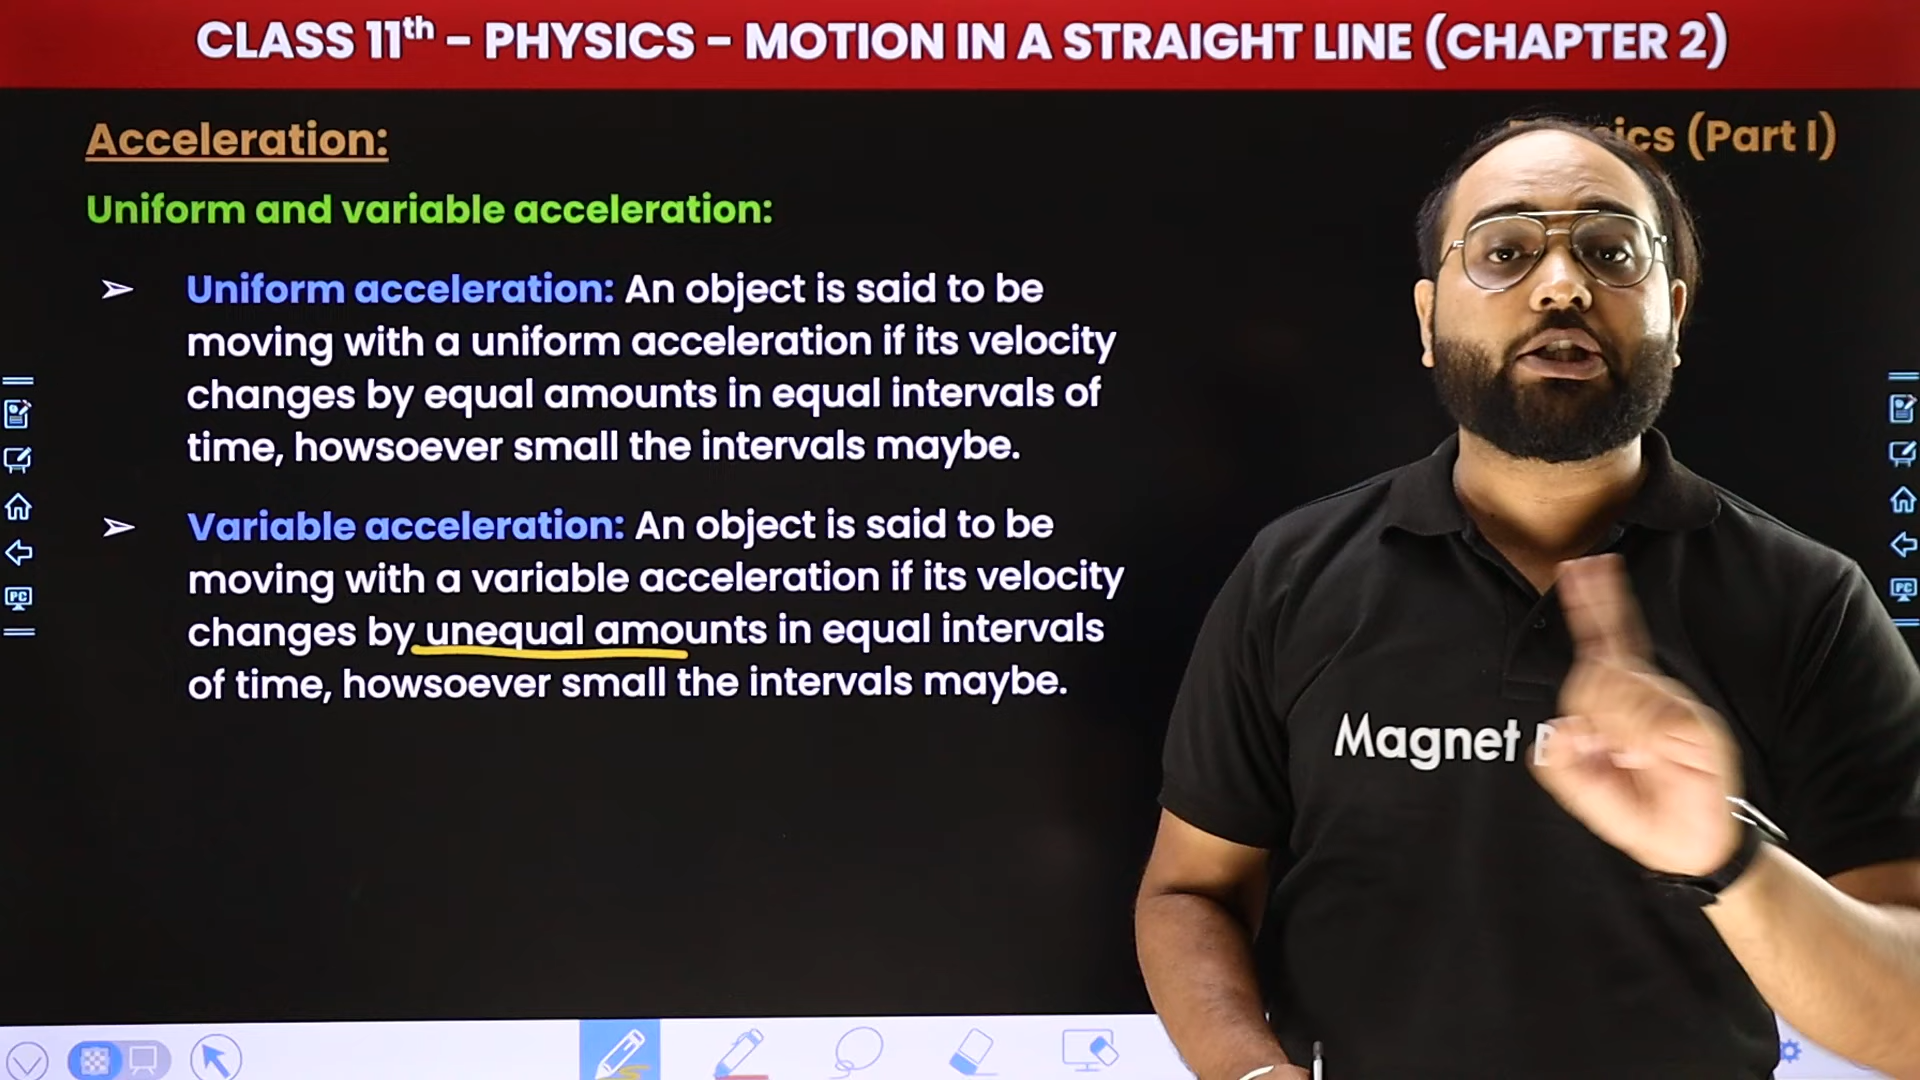 CLASS 11th - PHYSICS - MOTION IN A STRAIGHT LINE (CHAPTER 2)
Acceleration:
(Part I)
Uniform and variable acceleration:
➢ Uniform acceleration: An object is said to be
moving with a uniform acceleration if its velocity
changes by equal amounts in equal intervals of
time, howsoever small the intervals maybe.
➢ Variable acceleration: An object is said to be
moving with a variable acceleration if its velocity
changes by unequal amounts in equal intervals
of time, howsoever small the intervals maybe.
Magnet
PC
PC